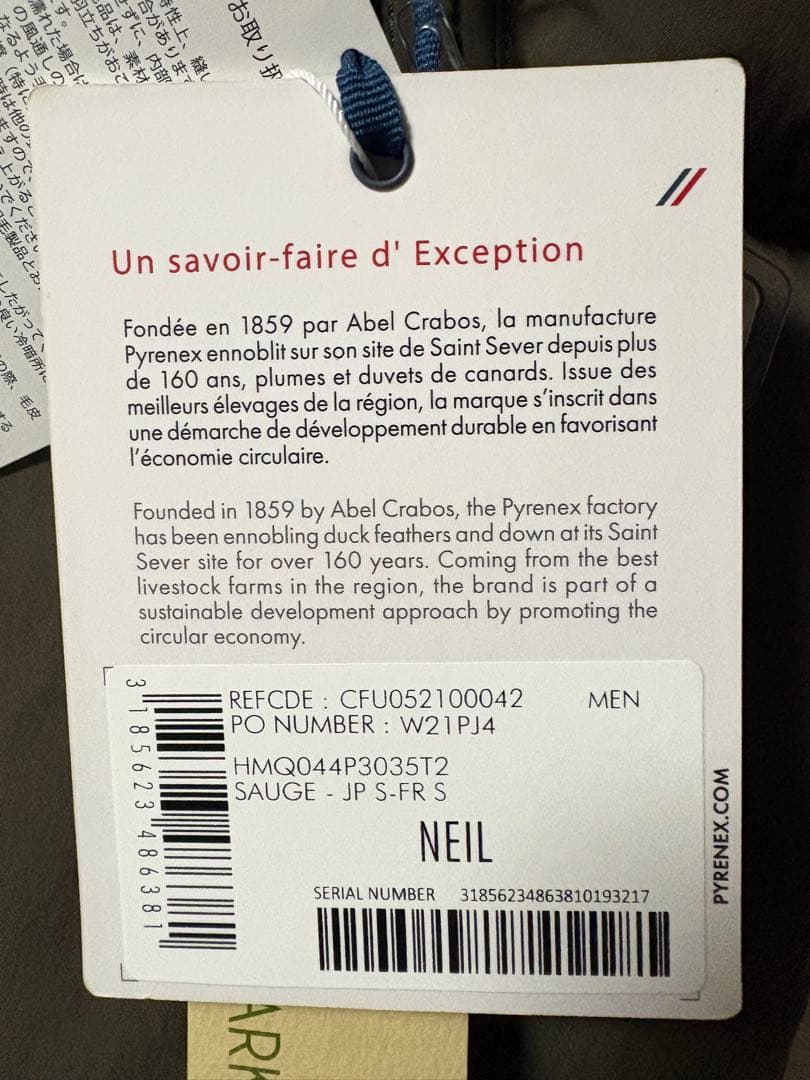 お取り扱
Un savoir-faire d' Exception
Fondée en 1859 par Abel Crabos, la manufacture
Pyrenex ennoblit sur son site de Saint Sever depuis plus
de 160 ans, plumes et duvets de canards. Issue des
meilleurs élevages de la région, la marque s'inscrit dans
une démarche de développement durable en favorisant
l'économie circulaire.
Founded in 1859 by Abel Crabos, the Pyrenex factory
has been ennobling duck feathers and down at its Saint
Sever site for over 160 years. Coming from the best
livestock farms in the region, the brand is part of a
sustainable development approach by promoting the
circular economy.
REFCDE : CFU052100042 MEN
PO NUMBER : W21PJ4
HMQ044P3035T2
SAUGE - JP S-FR S
NEIL
SERIAL NUMBER 31856234863810193217
3 185623 486381
PYRENEX.COM
ARK